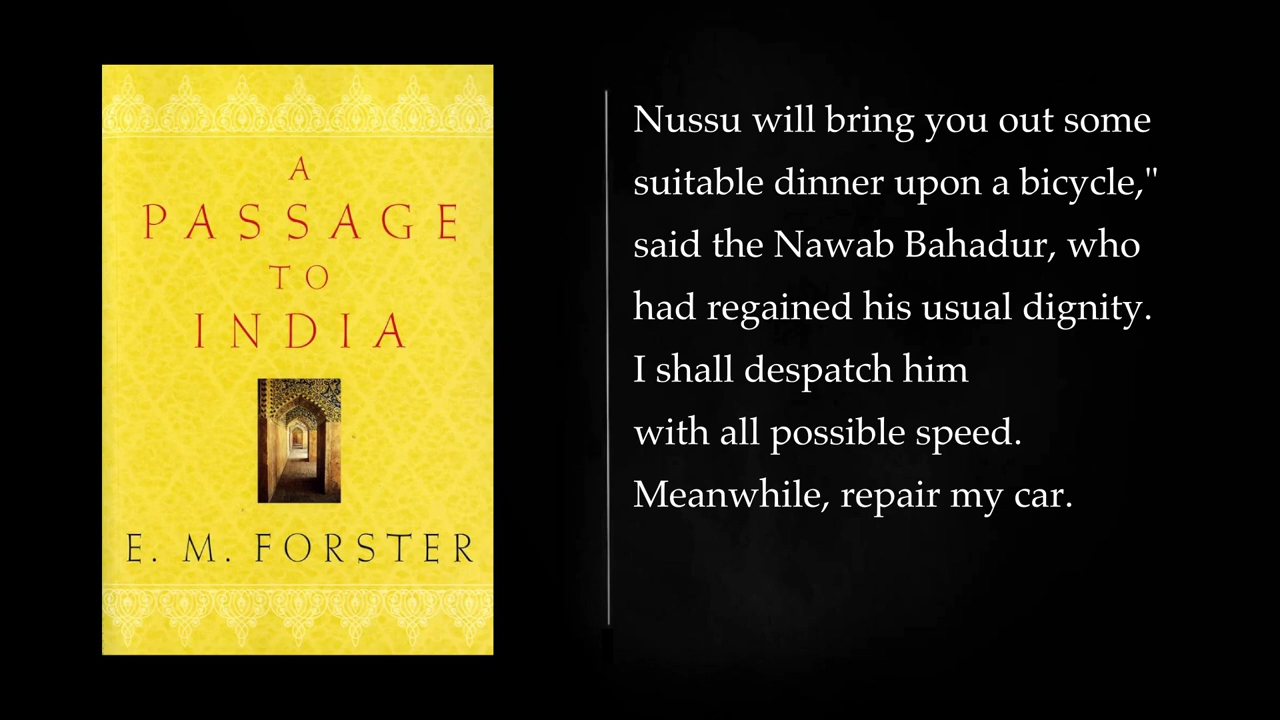 A
PASSAGE
TO
INDIA
E. M. FORSTER
Nussu will bring you out some
suitable dinner upon a bicycle,"
said the Nawab Bahadur, who
had regained his usual dignity.
I shall despatch him
with all possible speed.
Meanwhile, repair my car.